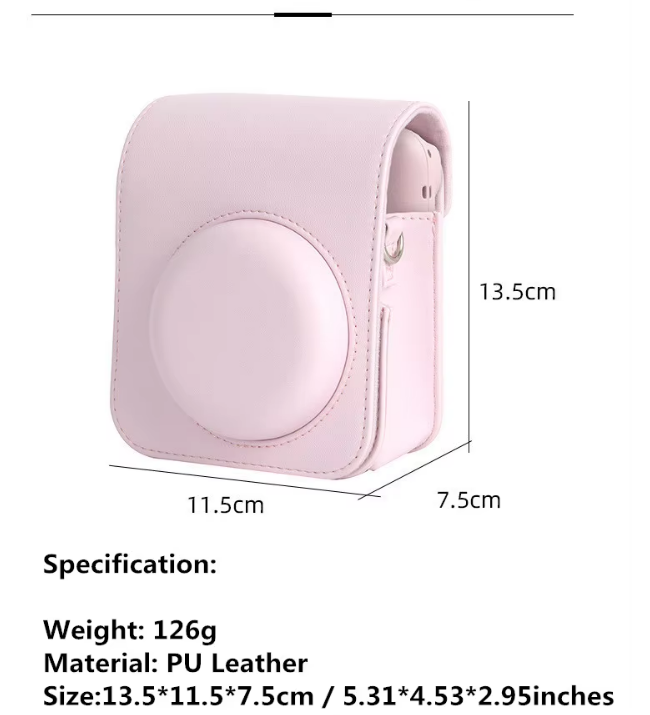 13.5cm
11.5cm
7.5cm
Specification:
Weight: 126g
Material: PU Leather
Size:13.5*11.5*7.5cm / 5.31*4.53*2.95inches